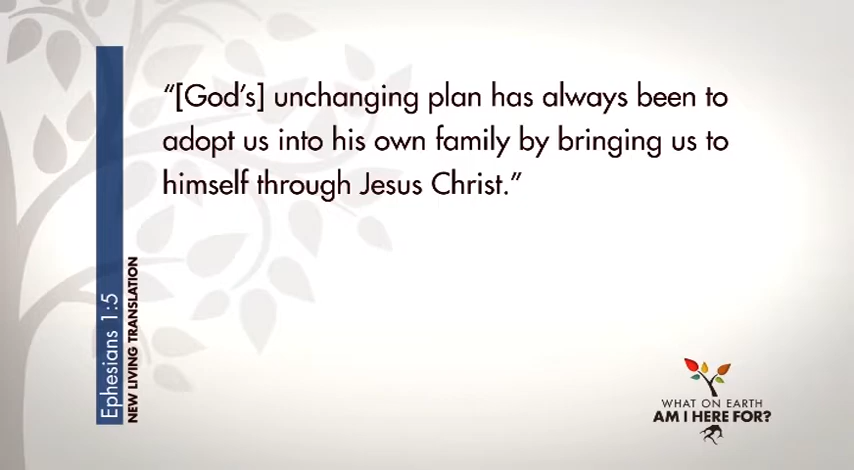 “[God’s] unchanging plan has always been to
adopt us into his own family by bringing us to
himself through Jesus Christ.”
Ephesians 1:5
NEW LIVING TRANSLATION
WHAT ON EARTH
AM I HERE FOR?